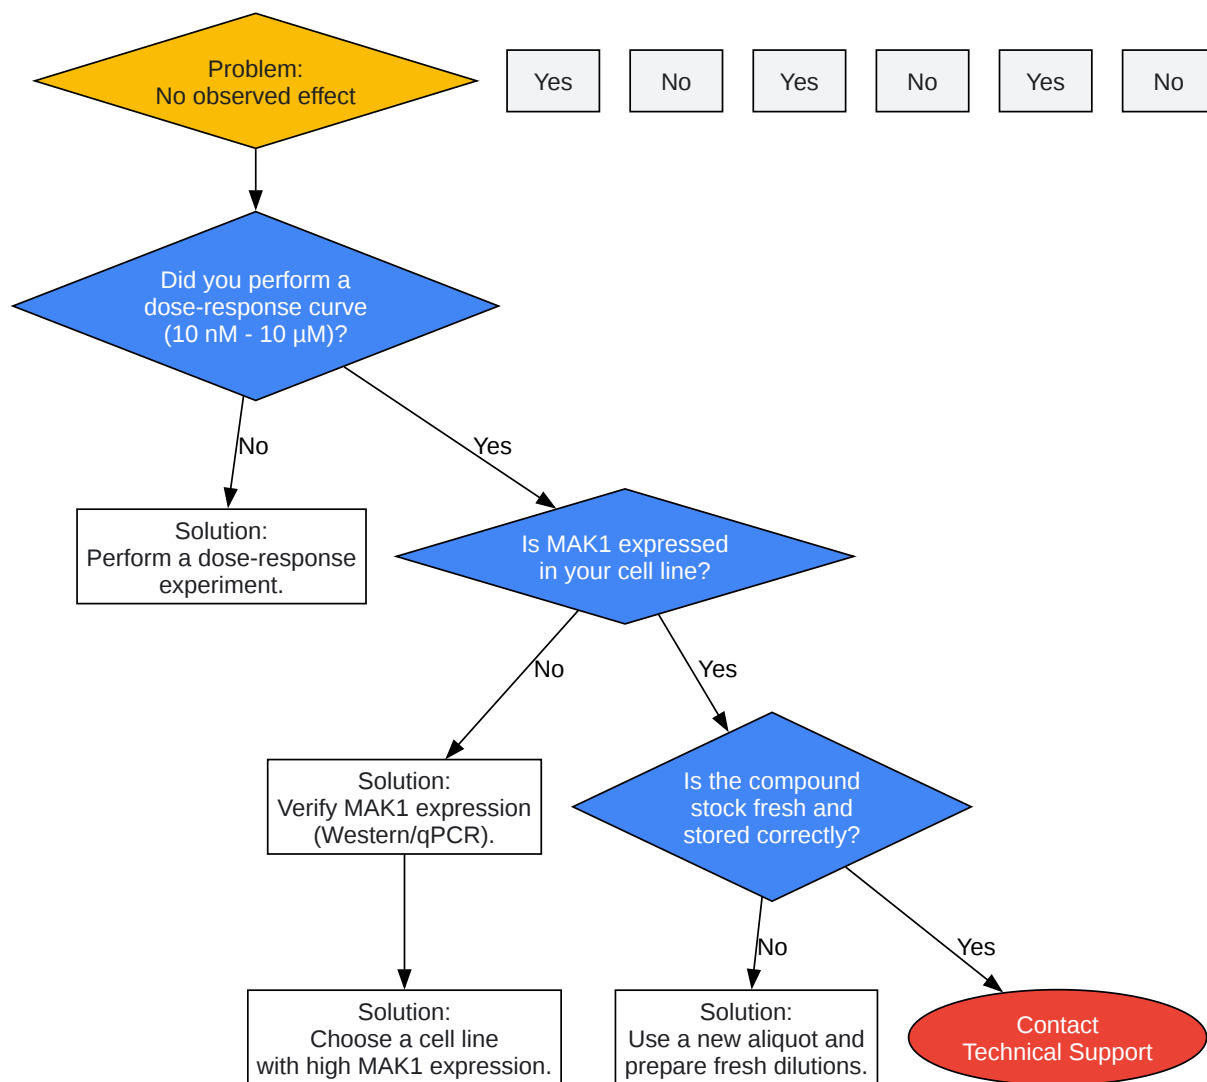 Problem:
No observed effect
Yes
No
Yes
No
Yes
No
Did you perform a
dose-response curve
(10 nM - 10 µM)?
No
Yes
Solution:
Perform a dose-response
experiment.
Is MAK1 expressed
in your cell line?
No
Yes
Solution:
Verify MAK1 expression
(Western/qPCR).
Is the compound
stock fresh and
stored correctly?
No
Yes
Solution:
Choose a cell line
with high MAK1 expression.
Solution:
Use a new aliquot and
prepare fresh dilutions.
Contact
Technical Support